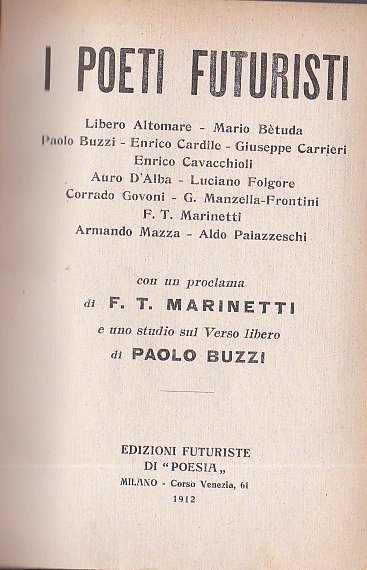 I POETI FUTURISTI
Libero Altomare - Mario Bètuda
Paolo Buzzi - Enrico Cardile - Giuseppe Carrieri
Enrico Cavacchioli
Auro D'Alba - Luciano Folgore
Corrado Govoni - G. Manzella-Frontini
F. T. Marinetti
Armando Mazza - Aldo Palazzeschi
con un proclama
di F. T. MARINETTI
e uno studio sul Verso libero
di PAOLO BUZZI
EDIZIONI FUTURISTE
DI "POESIA„
MILANO - Corso Venezia, 61
1912